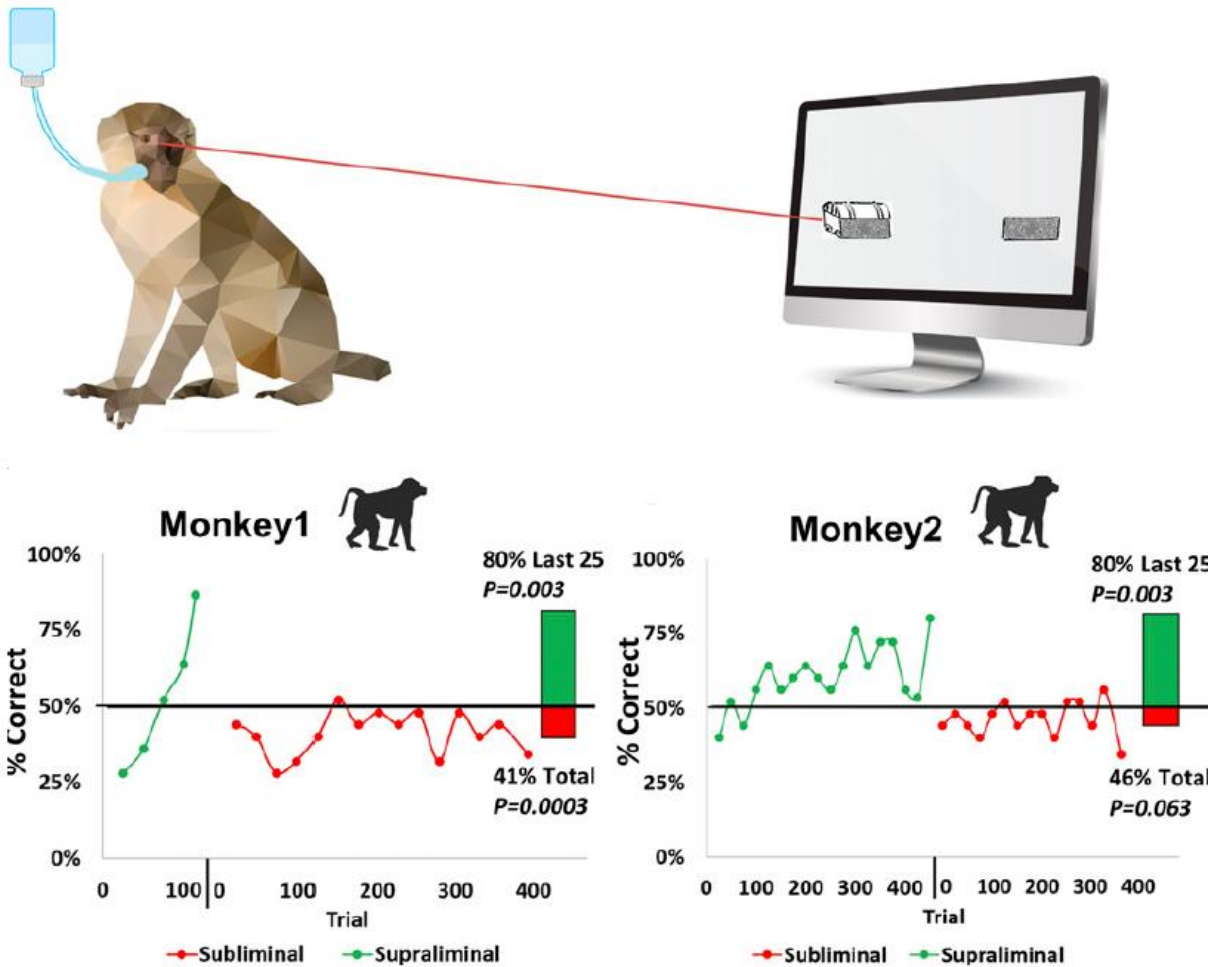 Monkey1
100%
75%
50%
25%
0%
% Correct
80% Last 25
P=0.003
41% Total
P=0.0003
0 100 0 100 200 300 400
Trial
Subliminal Supraliminal
Monkey2
100%
75%
50%
25%
0%
% Correct
80% Last 25
P=0.003
46% Total
P=0.063
0 100 200 300 400 0 100 200 300 400
Trial
Subliminal Supraliminal